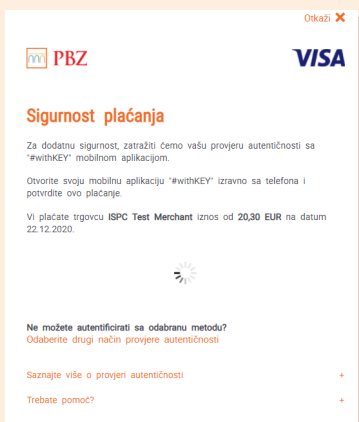 Otkaži ✖
PBZ VISA
Sigurnost plaćanja
Za dodatnu sigurnost, zatražiti ćemo vašu provjeru autentičnosti sa
"#withKEY" mobilnom aplikacijom.
Otvorite svoju mobilnu aplikaciju "#withKEY" izravno sa telefona i
potvrdite ovo plaćanje.
Vi plaćate trgovcu ISPC Test Merchant iznos od 20,30 EUR na datum
22.12.2020.
Ne možete autentificirati sa odabranu metodu?
Odaberite drugi način provjere autentičnosti
Saznajte više o provjeri autentičnosti +
Trebate pomoć? +